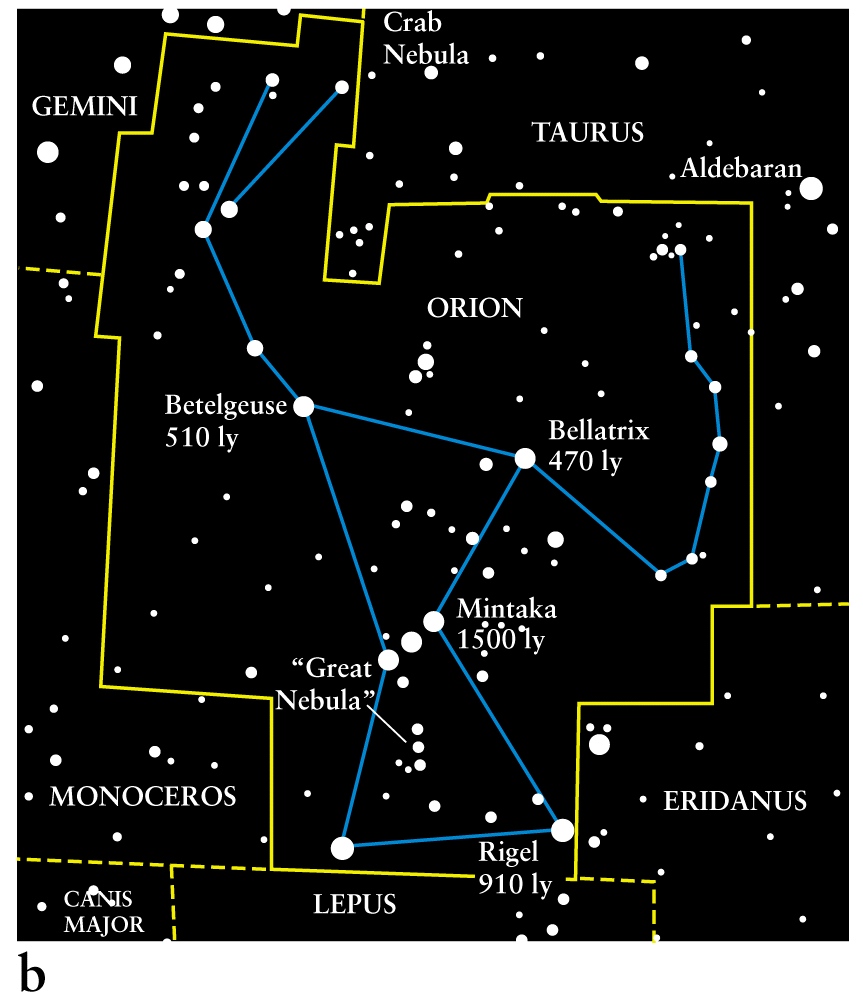 Crab
Nebula
GEMINI
TAURUS
Aldebaran
ORION
Betelgeuse
510 ly
Bellatrix
470 ly
Mintaka
1500 ly
“Great
Nebula”
MONOCEROS
ERIDANUS
Rigel
910 ly
CANIS
MAJOR
LEPUS
b